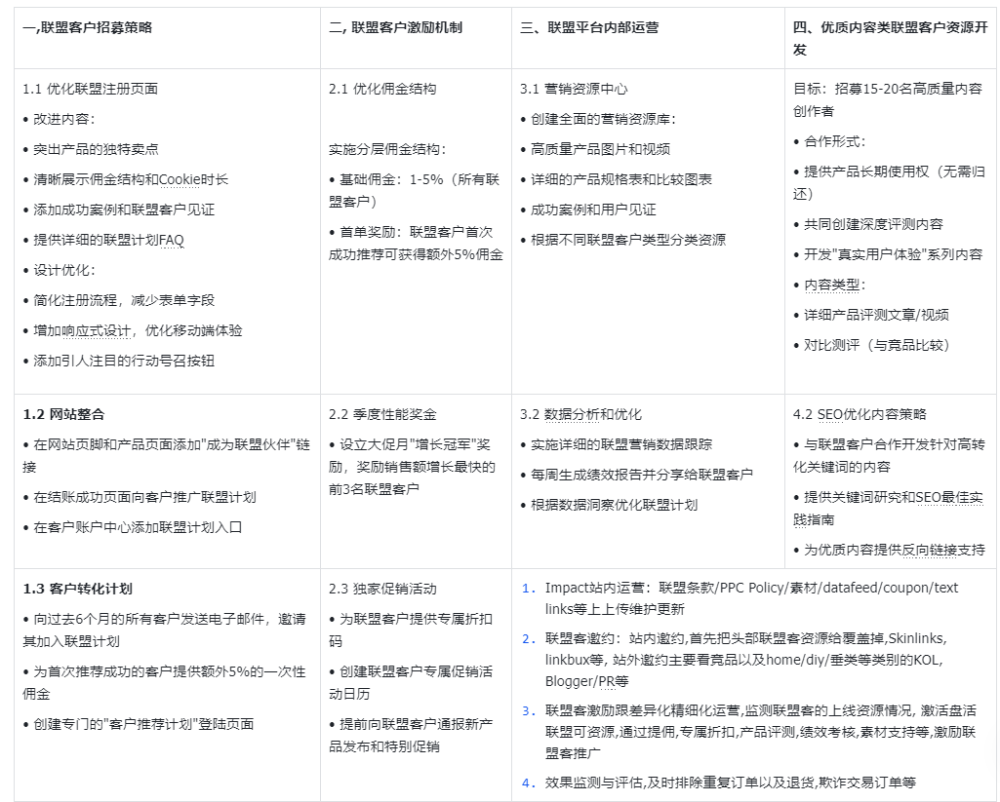 一,联盟客户招募策略
二, 联盟客户激励机制
三、联盟平台内部运营
四、优质内容类联盟客户资源开
发
1.1 优化联盟注册页面
• 改进内容：
• 突出产品的独特卖点
• 清晰展示佣金结构和Cookie时长
• 添加成功案例和联盟客户见证
• 提供详细的联盟计划FAQ
• 设计优化：
• 简化注册流程，减少表单字段
• 增加响应式设计，优化移动端体验
• 添加引人注目的行动号召按钮
2.1 优化佣金结构
实施分层佣金结构：
• 基础佣金：1-5%（所有联
盟客户）
• 首单奖励：联盟客户首次
成功推荐可获得额外5%佣金
3.1 营销资源中心
• 创建全面的营销资源库：
• 高质量产品图片和视频
• 详细的产品规格表和比较图表
• 成功案例和用户见证
• 根据不同联盟客户类型分类资源
目标：招募15-20名高质量内容
创作者
• 合作形式：
• 提供产品长期使用权（无需归
还）
• 共同创建深度评测内容
• 开发"真实用户体验"系列内容
• 内容类型：
• 详细产品评测文章/视频
• 对比测评（与竞品比较）
1.2 网站整合
• 在网站页脚和产品页面添加"成为联盟伙伴"链
接
• 在结账成功页面向客户推广联盟计划
• 在客户账户中心添加联盟计划入口
2.2 季度性能奖金
• 设立大促月"增长冠军"奖
励，奖励销售额增长最快的
前3名联盟客户
3.2 数据分析和优化
• 实施详细的联盟营销数据跟踪
• 每周生成绩效报告并分享给联盟客户
• 根据数据洞察优化联盟计划
4.2 SEO优化内容策略
• 与联盟客户合作开发针对高转
化关键词的内容
• 提供关键词研究和SEO最佳实
践指南
• 为优质内容提供反向链接支持
1.3 客户转化计划
• 向过去6个月的所有客户发送电子邮件，邀请
其加入联盟计划
• 为首次推荐成功的客户提供额外5%的一次性
佣金
• 创建专门的"客户推荐计划"登陆页面
2.3 独家促销活动
• 为联盟客户提供专属折扣
码
• 创建联盟客户专属促销活
动日历
• 提前向联盟客户通报新产
品发布和特别促销
1. Impact站内运营：联盟条款/PPC Policy/素材/datafeed/coupon/text
links等上上传维护更新
2. 联盟客邀约：站内邀约,首先把头部联盟客资源给覆盖掉,Skinlinks,
linkbux等, 站外邀约主要看竞品以及home/diy/垂类等类别的KOL,
Blogger/PR等
3. 联盟客激励跟差异化精细化运营,监测联盟客的上线资源情况, 激活盘活
联盟可资源,通过提佣,专属折扣,产品评测,绩效考核,素材支持等,激励联
盟客推广
4. 效果监测与评估,及时排除重复订单以及退货,欺诈交易订单等